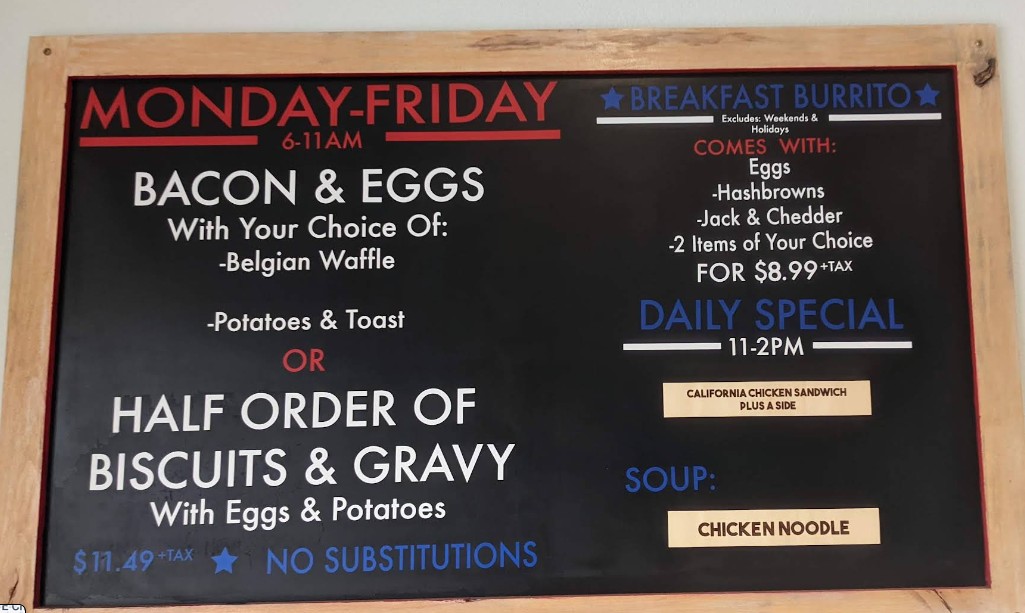 MONDAY-FRIDAY
6-11AM
BACON & EGGS
With Your Choice Of:
-Belgian Waffle
-Potatoes & Toast
OR
HALF ORDER OF
BISCUITS & GRAVY
With Eggs & Potatoes
$11.49 +TAX ★ NO SUBSTITUTIONS
★BREAKFAST BURRITO★
Excludes: Weekends &
Holidays
COMES WITH:
Eggs
-Hashbrowns
-Jack & Chedder
-2 Items of Your Choice
FOR $8.99 +TAX
DAILY SPECIAL
11-2PM
CALIFORNIA CHICKEN SANDWICH
PLUS A SIDE
SOUP:
CHICKEN NOODLE